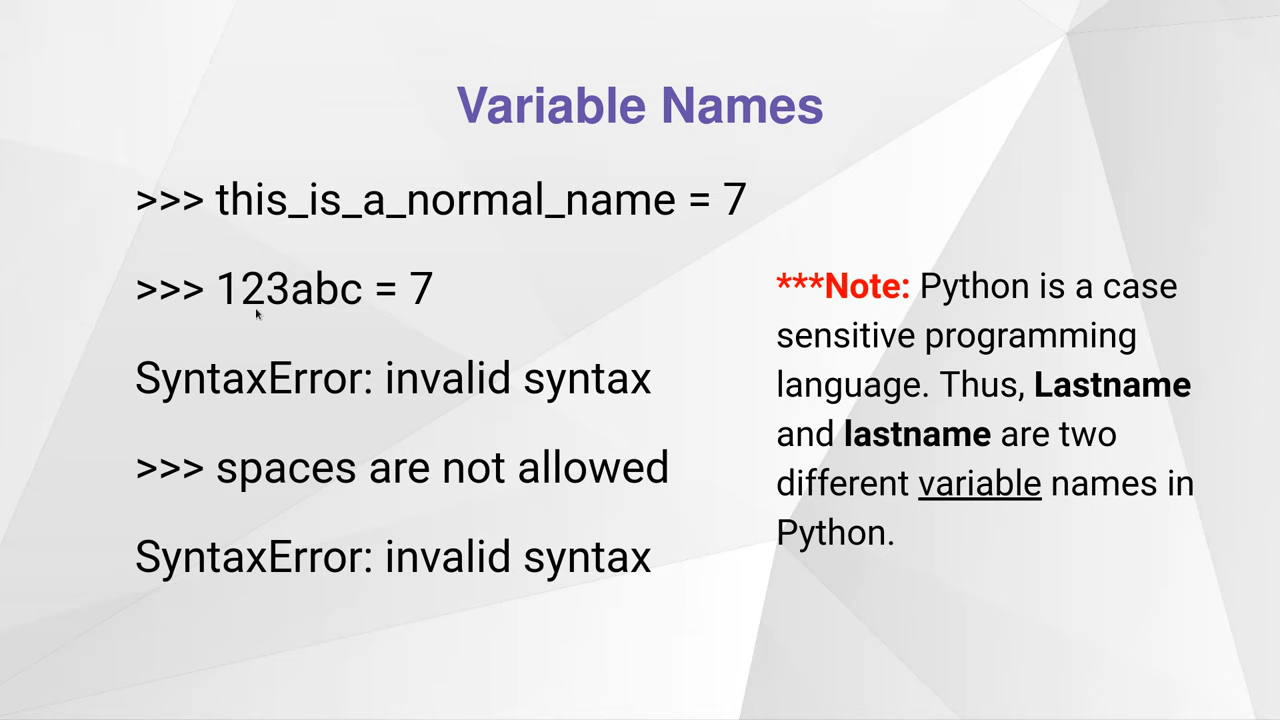 Variable Names
>>> this_is_a_normal_name = 7
>>> 123abc = 7
SyntaxError: invalid syntax
>>> spaces are not allowed
SyntaxError: invalid syntax
***Note: Python is a case
sensitive programming
language. Thus, Lastname
and lastname are two
different variable names in
Python.